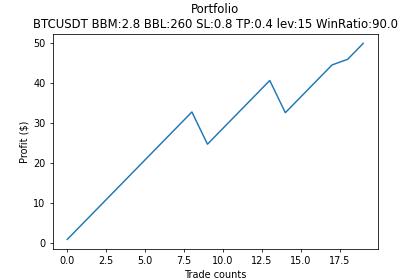 Portfolio
BTCUSDT BBM:2.8 BBL:260 SL:0.8 TP:0.4 lev:15 WinRatio:90.0
50
40
30
20
10
0
Profit ($)
0.0 2.5 5.0 7.5 10.0 12.5 15.0 17.5
Trade counts